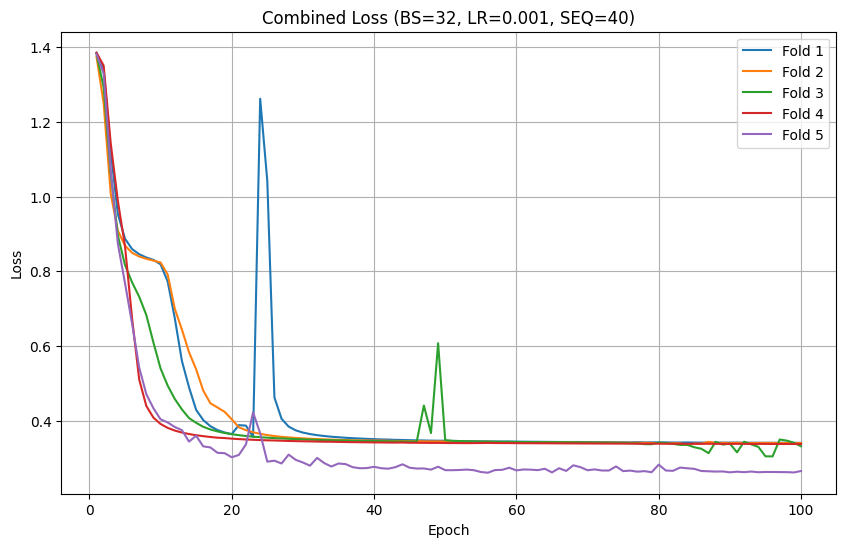 Combined Loss (BS=32, LR=0.001, SEQ=40)
Fold 1
Fold 2
Fold 3
Fold 4
Fold 5
Loss
1.4
1.2
1.0
0.8
0.6
0.4
0
20
40
60
80
100
Epoch